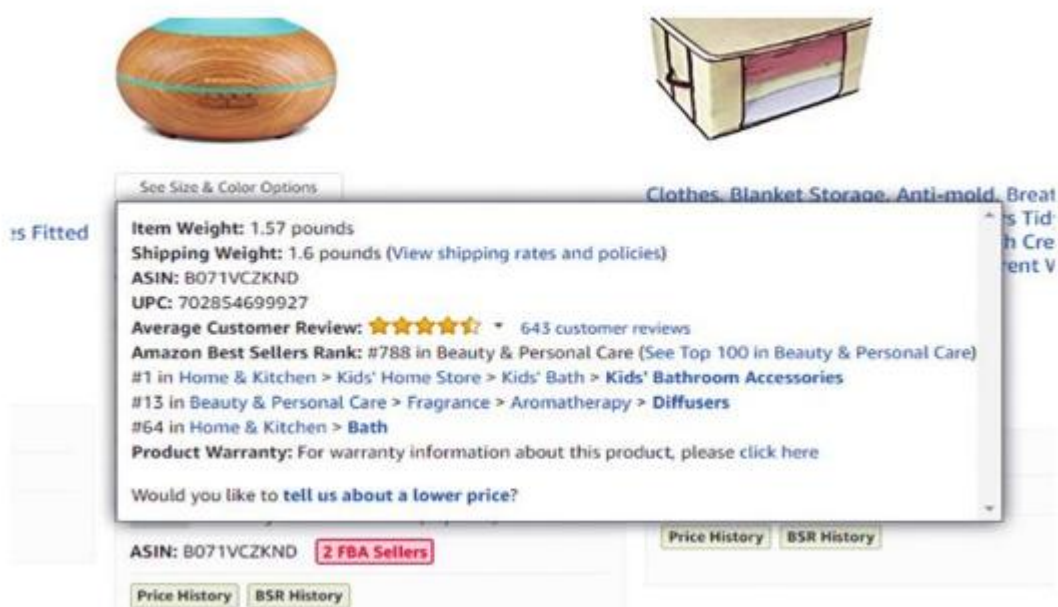 See Size & Color Options
Clothes, Blanket Storage, Anti-mold, Breat
es Fitted
s Tid
h Cre
rent W
Item Weight: 1.57 pounds
Shipping Weight: 1.6 pounds (View shipping rates and policies)
ASIN: B071VCZKND
UPC: 702854699927
Average Customer Review: 643 customer reviews
Amazon Best Sellers Rank: #788 in Beauty & Personal Care (See Top 100 in Beauty & Personal Care)
#1 in Home & Kitchen > Kids' Home Store > Kids' Bath > Kids' Bathroom Accessories
#13 in Beauty & Personal Care > Fragrance > Aromatherapy > Diffusers
#64 in Home & Kitchen > Bath
Product Warranty: For warranty information about this product, please click here
Would you like to tell us about a lower price?
ASIN: B071VCZKND 2 FBA Sellers
Price History BSR History
Price History BSR History